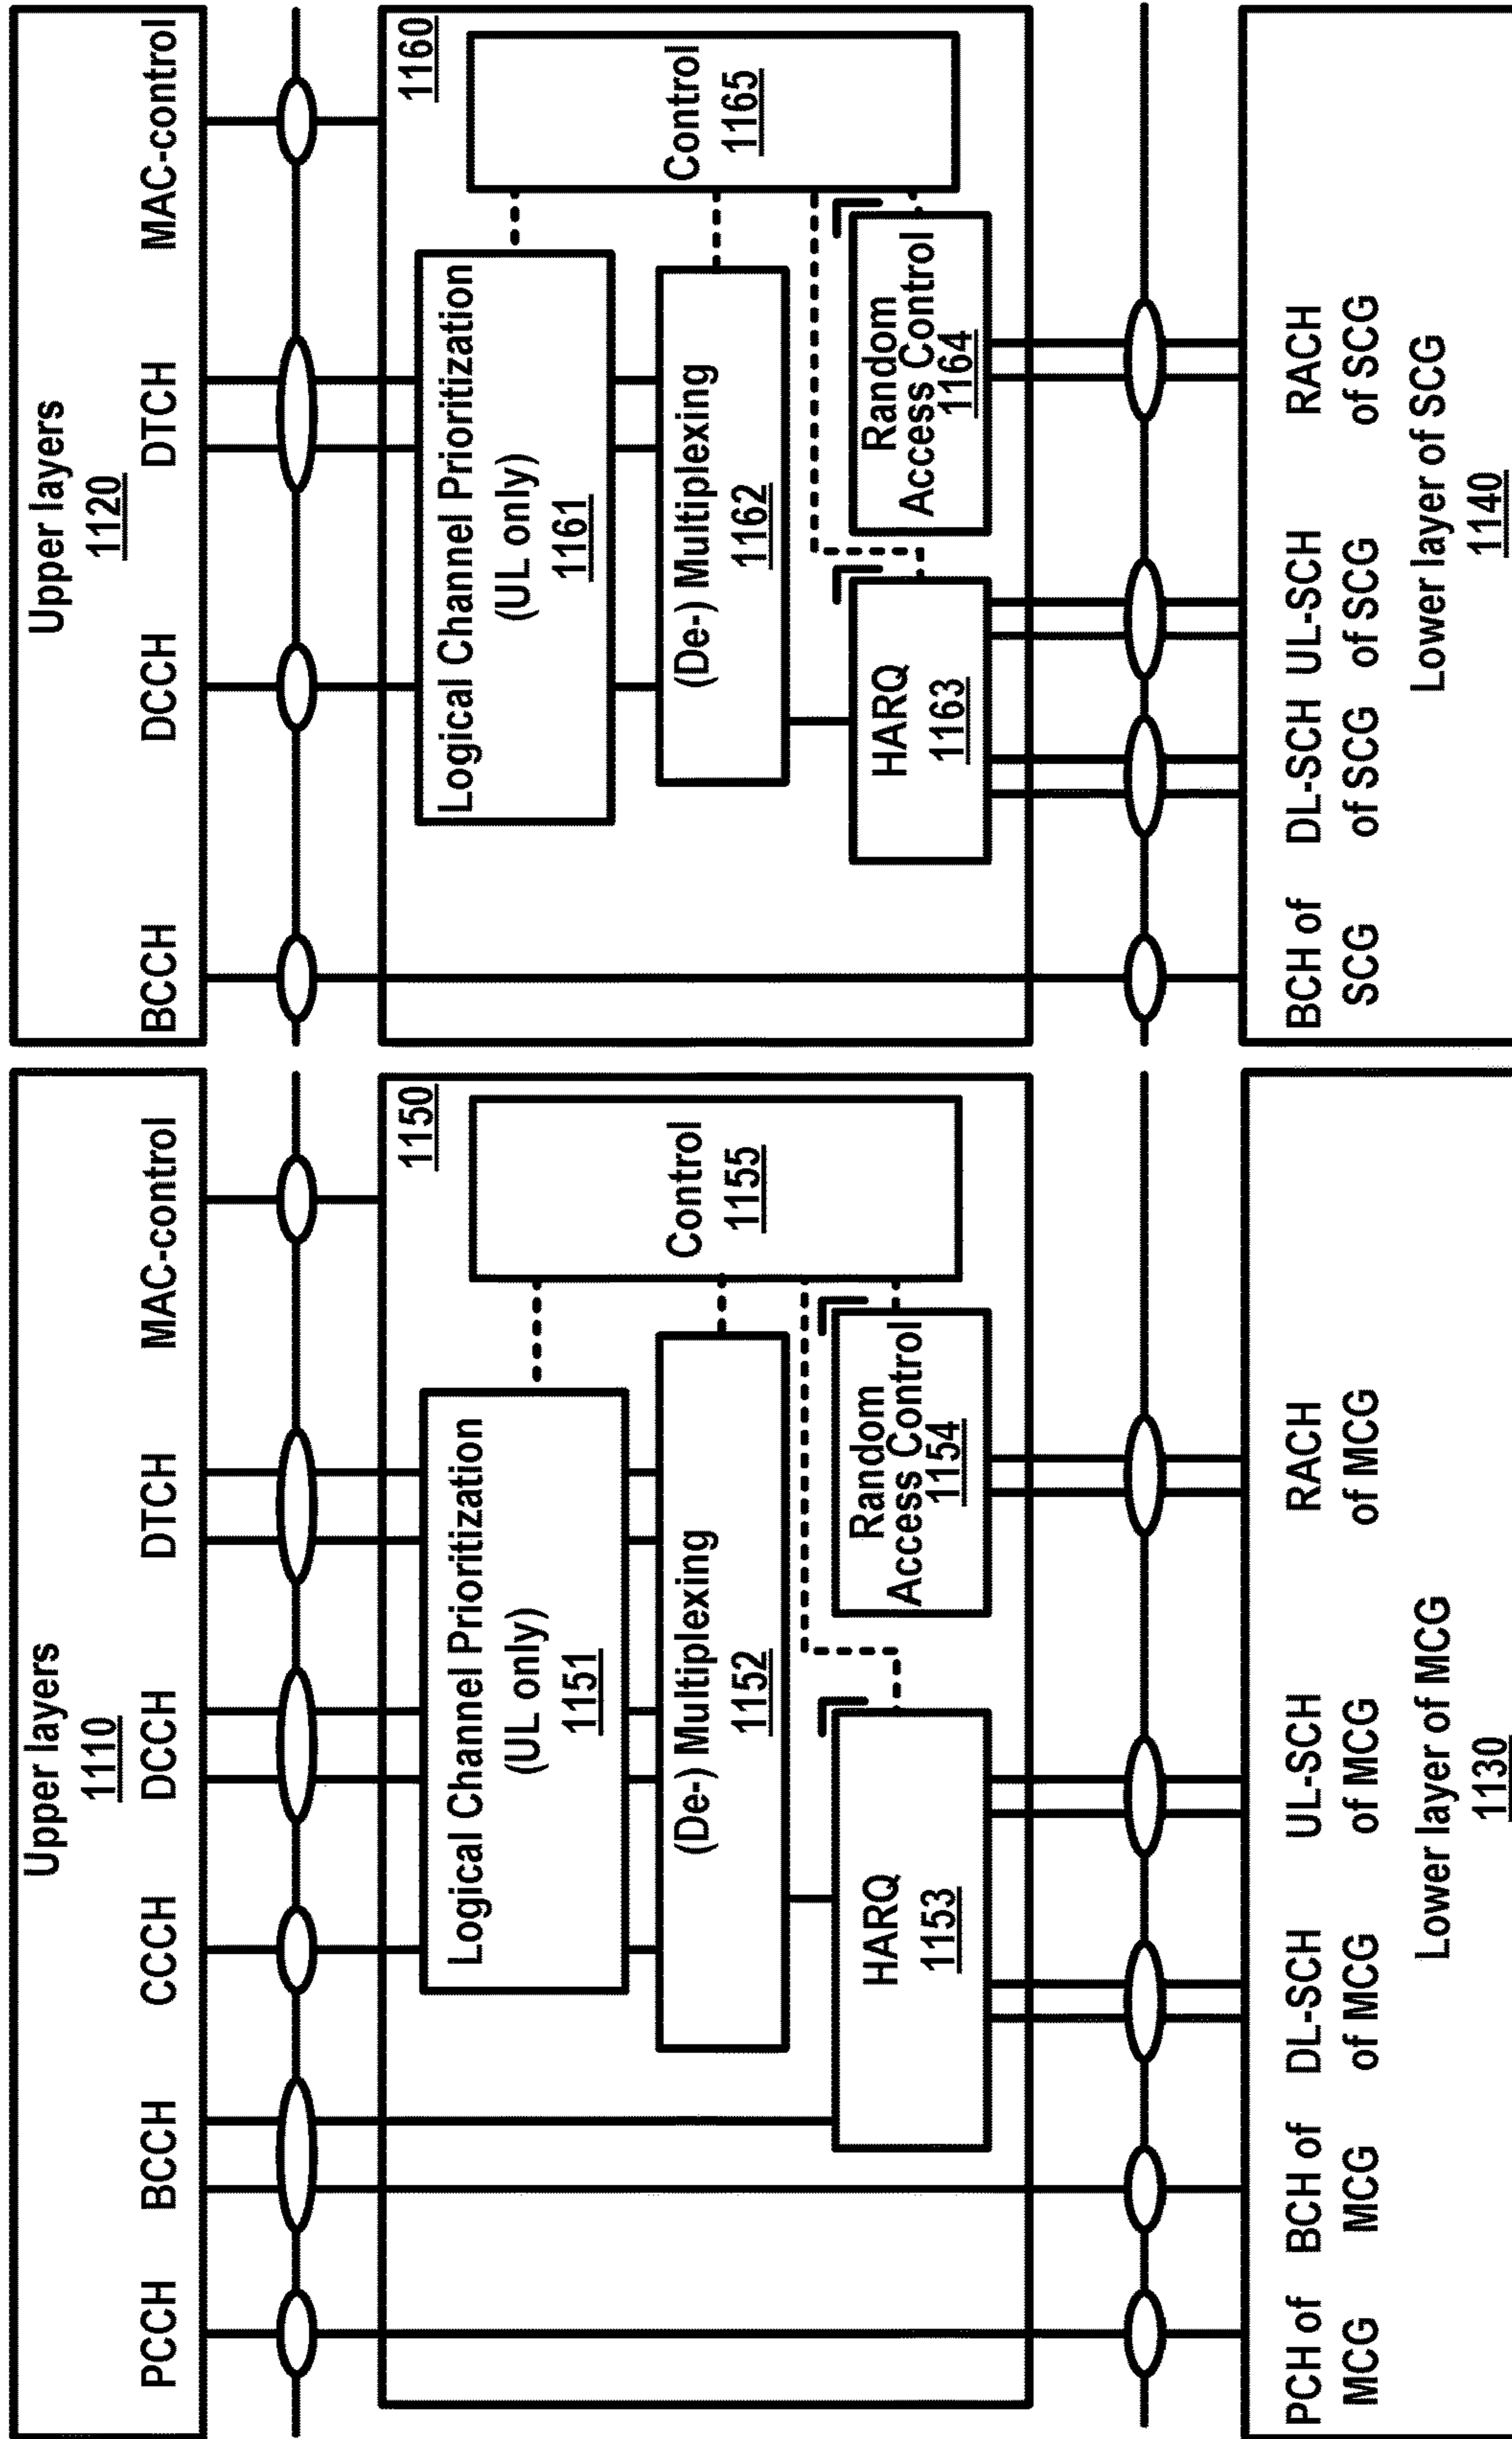 Upper layers
1110
PCCH
BCCH
CCCH
DCCH
DTCH
MAC-control
1150
Logical Channel Prioritization
(UL only)
1151
(De-) Multiplexing
1152
HARQ
1153
Random
Access Control
1154
Control
1155
PCH of
MCG
BCH of
MCG
DL-SCH
of MCG
UL-SCH
of MCG
RACH
of MCG
Lower layer of MCG
1130
Upper layers
1120
BCCH
DCCH
DTCH
MAC-control
1160
Logical Channel Prioritization
(UL only)
1161
(De-) Multiplexing
1162
HARQ
1163
Random
Access Control
1164
Control
1165
BCH of
SCG
DL-SCH
of SCG
UL-SCH
of SCG
RACH
of SCG
Lower layer of SCG
1140